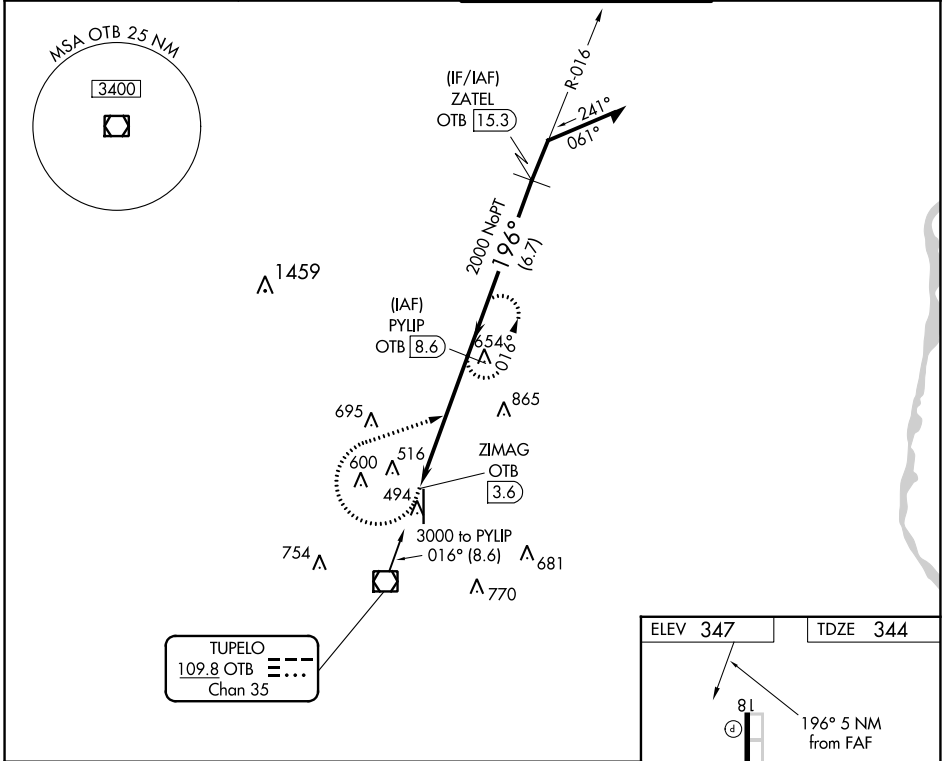 MSA OTB 25 NM
3400
R-016
(IF/IAF)
ZATEL
OTB 15.3
241°
061°
2000 NoPT
196°
(6.7)
1459
(IAF)
PYLIP
OTB 8.6
654
016°
865
695
516
600
ZIMAG
OTB
3.6
494
3000 to PYLIP
016° (8.6)
754
681
770
TUPELO
109.8 OTB
Chan 35
ELEV 347
TDZE 344
18
P
196° 5 NM
from FAF